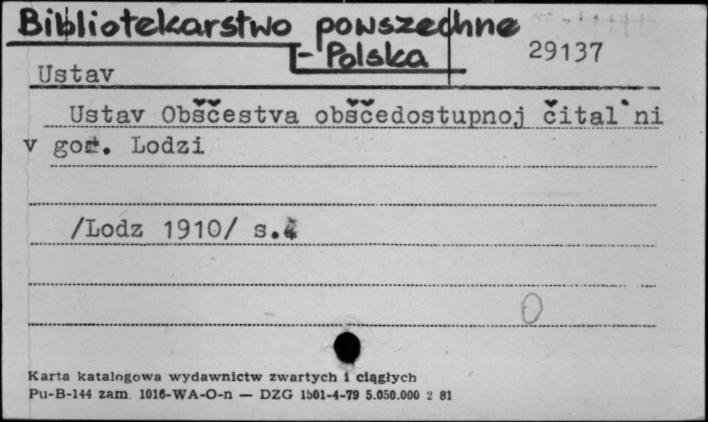 Bibliotekarstwo powszechne
- Polska
29137
Ustav
Ustav Obščestva obščedostupnoj čital`ni
v gor. Lodzi
/Lodz 1910/ s.4
0
Karta katalogowa wydawnictw zwartych i ciągłych
Pu-B-144 zam. 1016-WA-O-n — DZG 1501-4-79 5.050.000 2 81